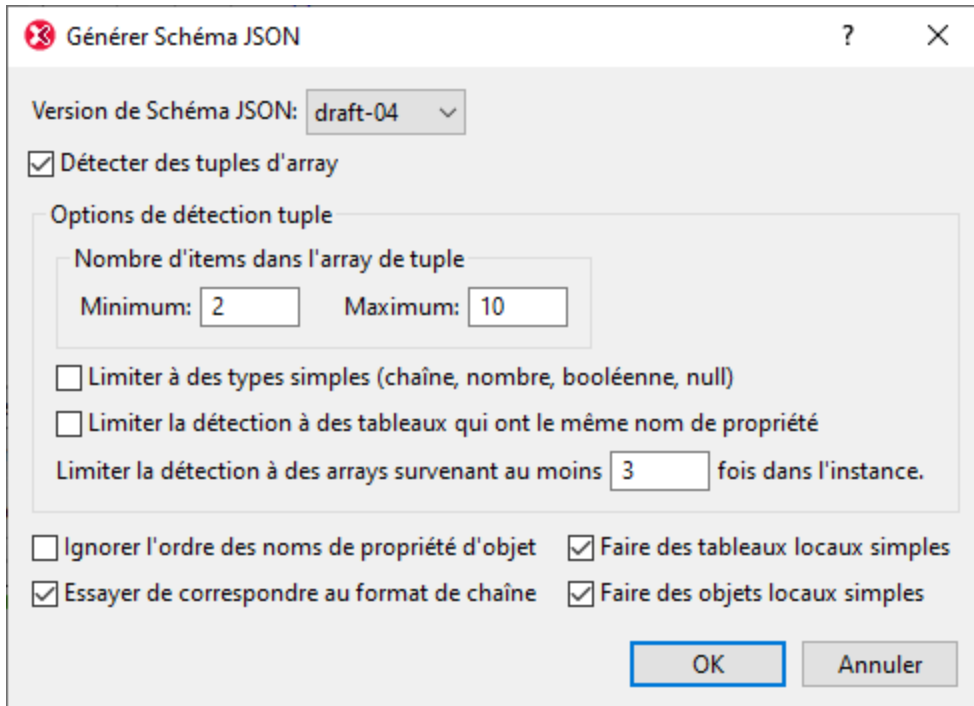 Générer Schéma JSON ?
Version de Schéma JSON: draft-04
Détecter des tuples d'array
Options de détection tuple
Nombre d'items dans l'array de tuple
Minimum: 2 Maximum: 10
Limiter à des types simples (chaîne, nombre, booléenne, null)
Limiter la détection à des tableaux qui ont le même nom de propriété
Limiter la détection à des arrays survenant au moins 3 fois dans l'instance.
Ignorer l'ordre des noms de propriété d'objet Faire des tableaux locaux simples
Essayer de correspondre au format de chaîne Faire des objets locaux simples
OK Annuler